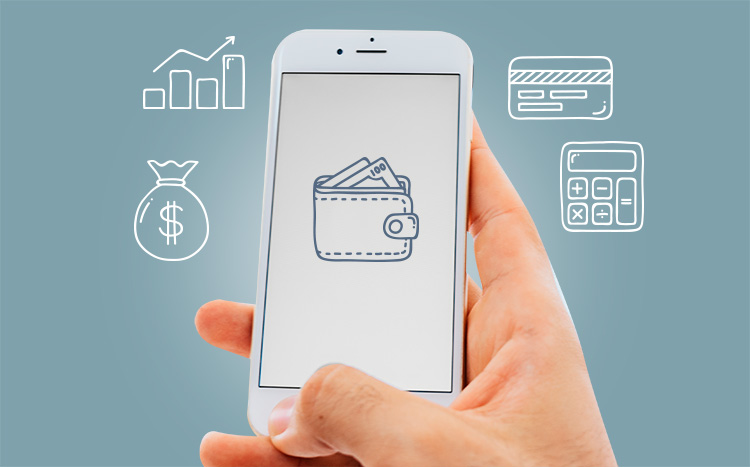 100
+ −
× ÷ =
$